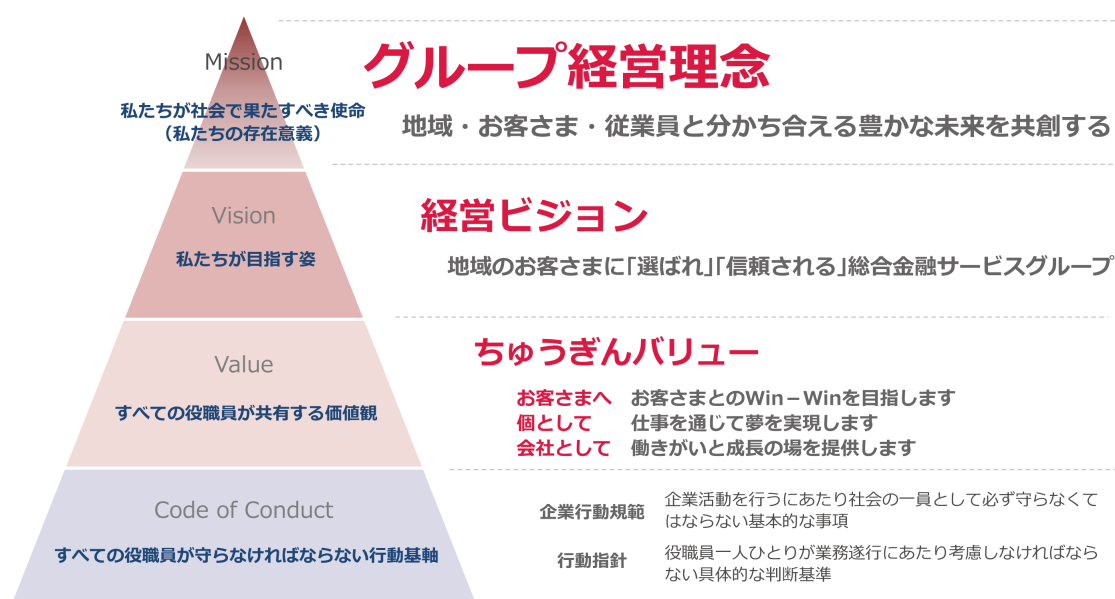 Mission
私たちが社会で果たすべき使命
（私たちの存在意義）
グループ経営理念
地域・お客さま・従業員と分かち合える豊かな未来を共創する
Vision
私たちが目指す姿
経営ビジョン
地域のお客さまに「選ばれ」「信頼される」総合金融サービスグループ
Value
すべての役職員が共有する価値観
ちゅうぎんバリュー
お客さまへ お客さまとのWin－Winを目指します
個として 仕事を通じて夢を実現します
会社として 働きがいと成長の場を提供します
Code of Conduct
すべての役職員が守らなければならない行動基軸
企業行動規範
企業活動を行うにあたり社会の一員として必ず守らなくて
はならない基本的な事項
行動指針
役職員一人ひとりが業務遂行にあたり考慮しなければなら
ない具体的な判断基準